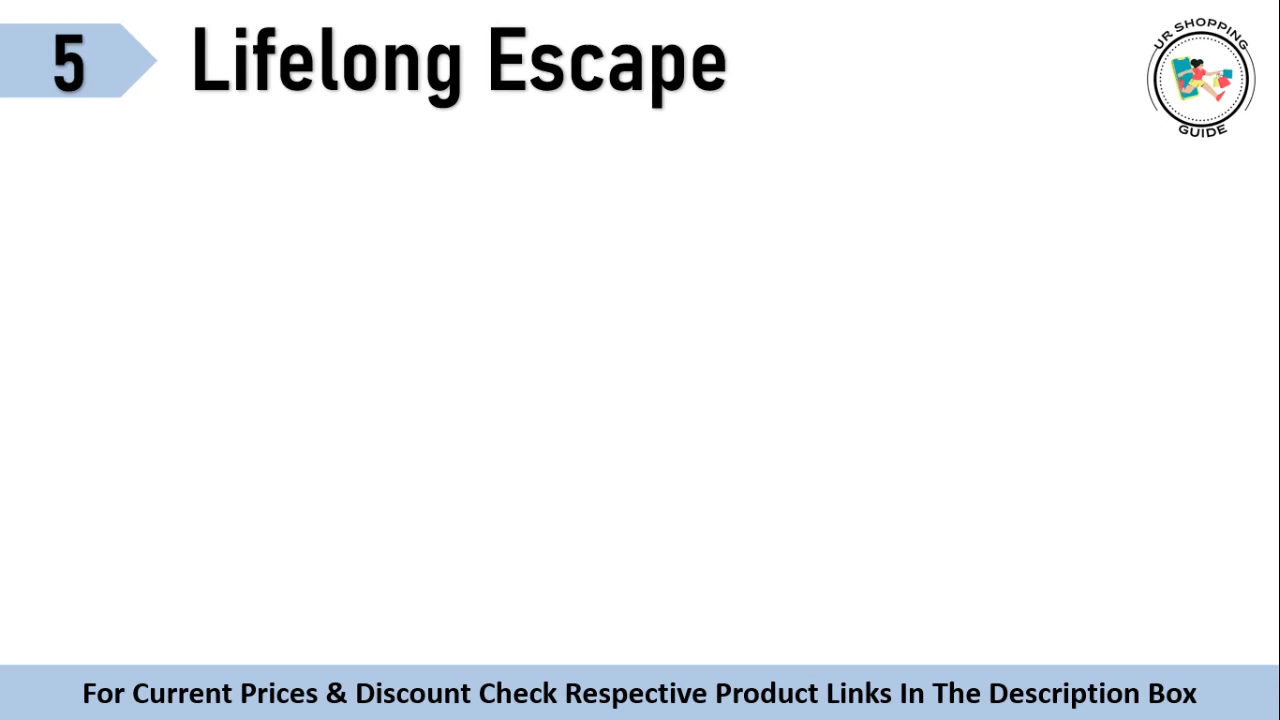 5
Lifelong Escape
UR SHOPPING
GUIDE
For Current Prices & Discount Check Respective Product Links In The Description Box